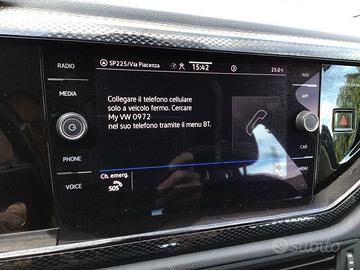 RADIO
SP225/Via Piacenza
15:42
25.0°C
NAV
MEDIA
APP
Collegare il telefono cellulare
solo a veicolo fermo. Cercare
My VW 0972
nel suo telefono tramite il menu BT.
PHONE
CAR
VOICE
MENU
Ch. emerg.
SOS
subito